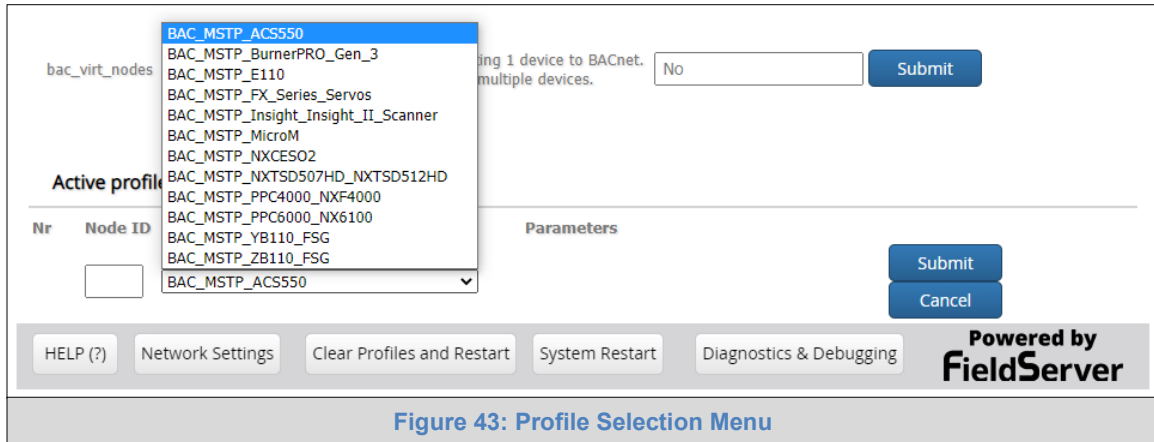 BAC_MSTP_ACS550
BAC_MSTP_BurnerPRO_Gen_3
BAC_MSTP_E110
BAC_MSTP_FX_Series_Servos
BAC_MSTP_Insight_Insight_II_Scanner
BAC_MSTP_MicroM
BAC_MSTP_NXCESO2
BAC_MSTP_NXTSD507HD_NXTSD512HD
BAC_MSTP_PPC4000_NXF4000
BAC_MSTP_PPC6000_NX6100
BAC_MSTP_YB110_FSG
BAC_MSTP_ZB110_FSG
bac_virt_nodes
ting 1 device to BACnet.
multiple devices.
No
Submit
Active profile
Nr Node ID Parameters
BAC_MSTP_ACS550
Submit
Cancel
HELP (?) Network Settings Clear Profiles and Restart System Restart Diagnostics & Debugging
Powered by
FieldServer
Figure 43: Profile Selection Menu